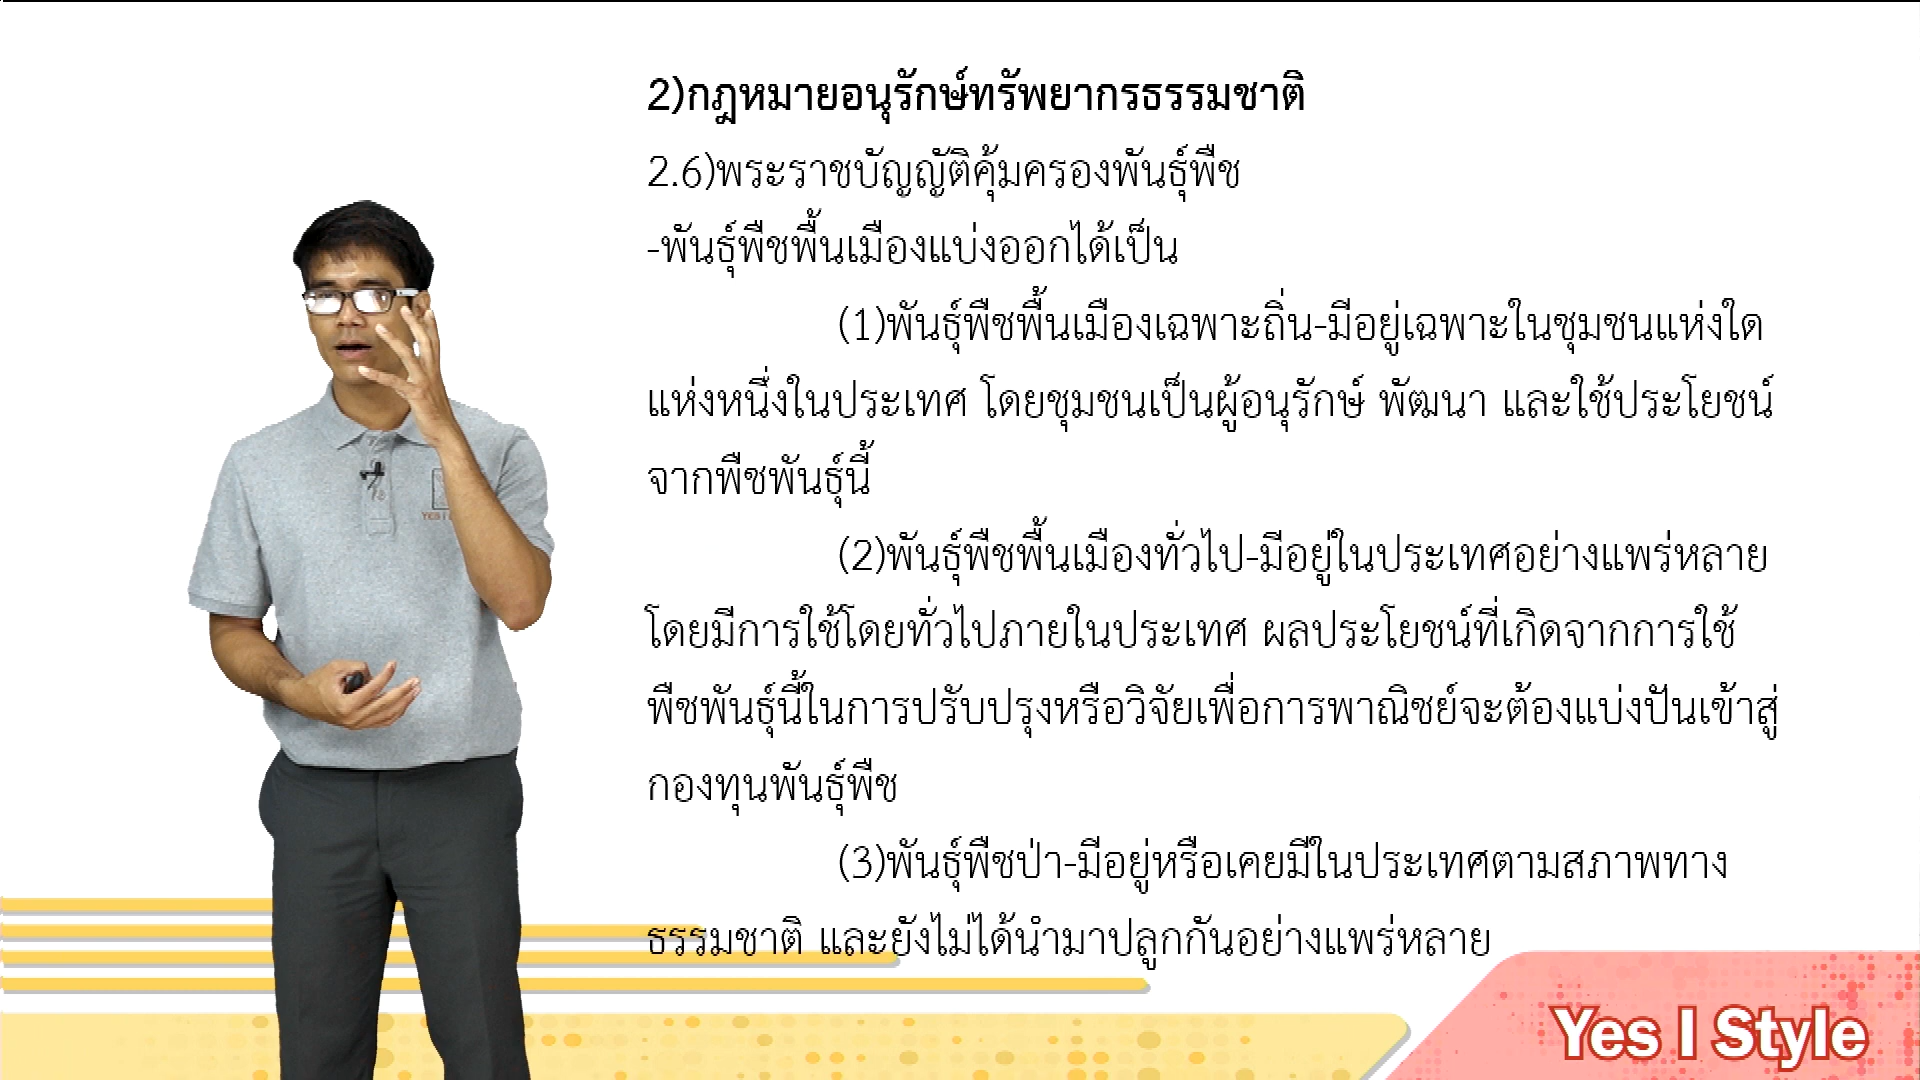 2)กฎหมายอนุรักษ์ทรัพยากรธรรมชาติ
2.6)พระราชบัญญัติคุ้มครองพันธุ์พืช
-พันธุ์พืชพื้นเมืองแบ่งออกได้เป็น
(1)พันธุ์พืชพื้นเมืองเฉพาะถิ่น-มีอยู่เฉพาะในชุมชนแห่งใด
แห่งหนึ่งในประเทศ โดยชุมชนเป็นผู้อนุรักษ์ พัฒนา และใช้ประโยชน์
จากพืชพันธุ์นี้
(2)พันธุ์พืชพื้นเมืองทั่วไป-มีอยู่ในประเทศอย่างแพร่หลาย
โดยมีการใช้โดยทั่วไปภายในประเทศ ผลประโยชน์ที่เกิดจากการใช้
พืชพันธุ์นี้ในการปรับปรุงหรือวิจัยเพื่อการพาณิชย์จะต้องแบ่งปันเข้าสู่
กองทุนพันธุ์พืช
(3)พันธุ์พืชป่า-มีอยู่หรือเคยมีในประเทศตามสภาพทาง
ธรรมชาติ และยังไม่ได้นำมาปลูกกันอย่างแพร่หลาย
Yes I Style